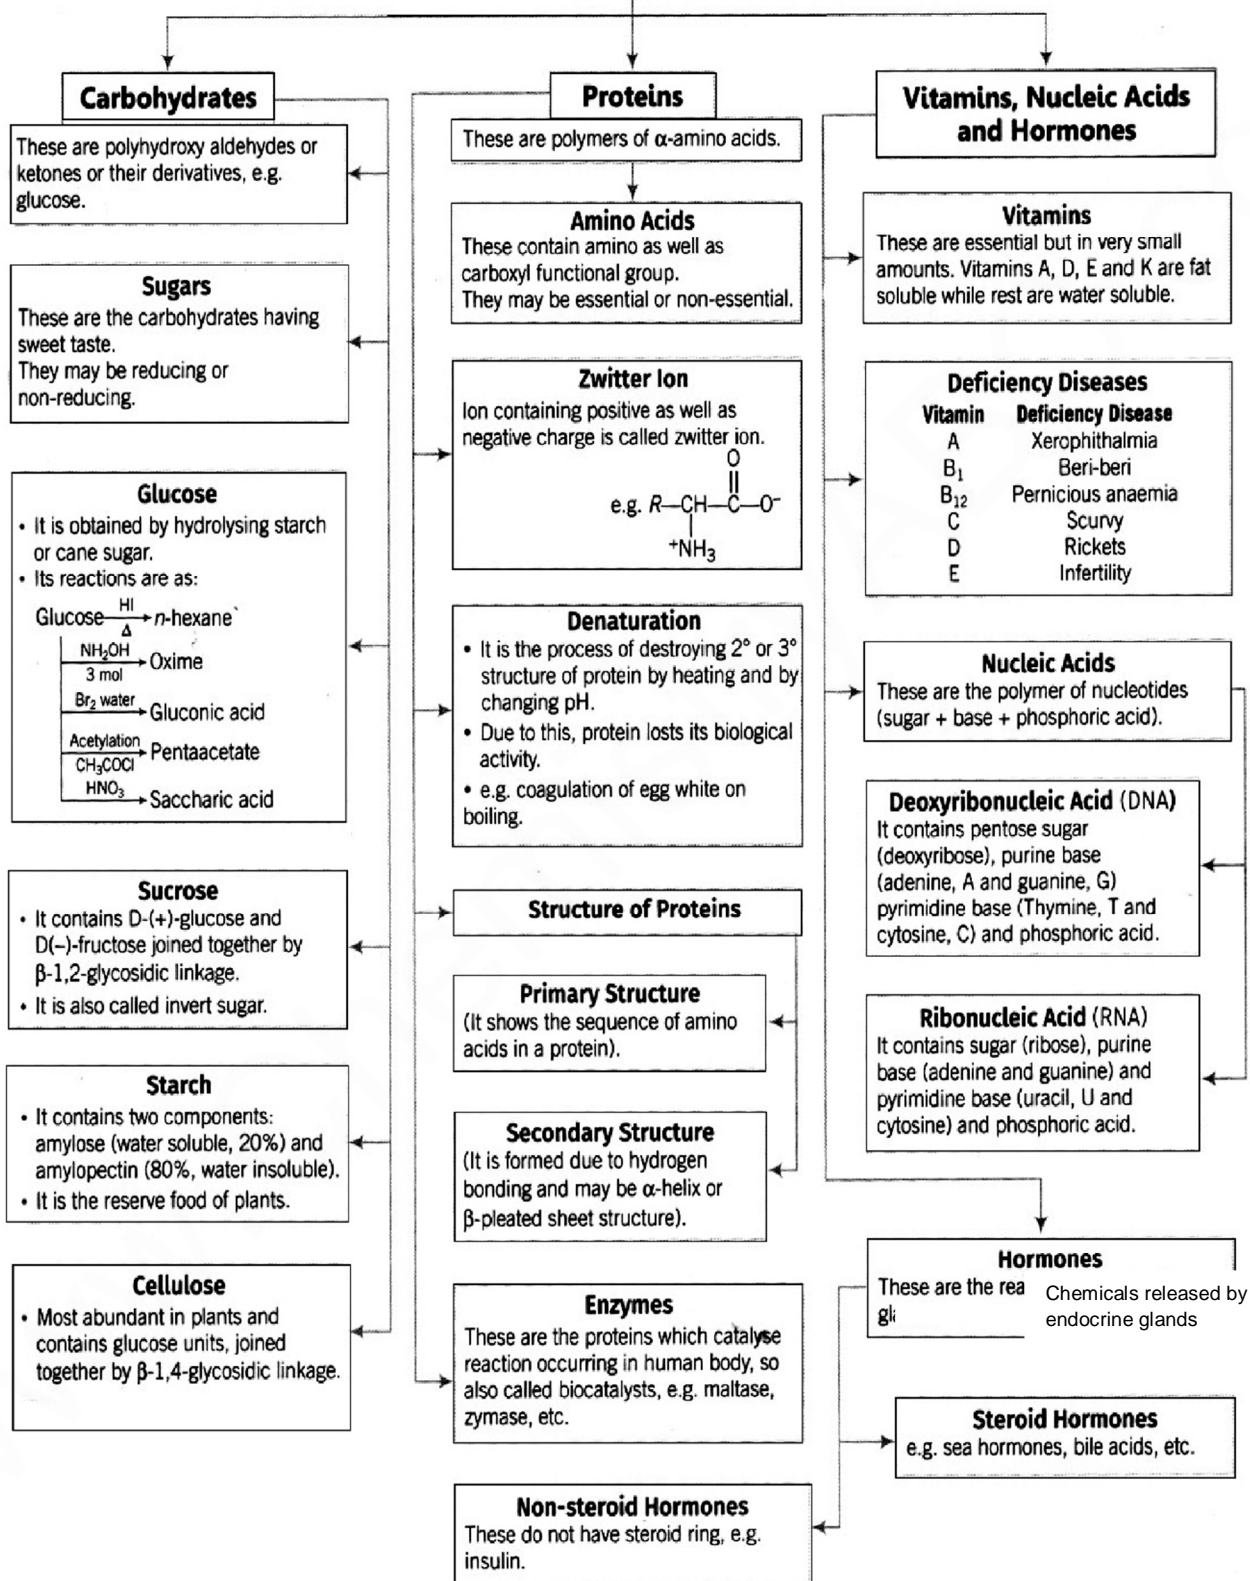 Carbohydrates
These are polyhydroxy aldehydes or
ketones or their derivatives, e.g.
glucose.
Sugars
These are the carbohydrates having
sweet taste.
They may be reducing or
non-reducing.
Glucose
• It is obtained by hydrolysing starch
or cane sugar.
• Its reactions are as:
Glucose HI Δ n-hexane
NH₂OH 3 mol Oxime
Br₂ water Gluconic acid
Acetylation CH₃COCl Pentaacetate
HNO₃ Saccharic acid
Sucrose
• It contains D-(+)-glucose and
D(–)-fructose joined together by
β-1,2-glycosidic linkage.
• It is also called invert sugar.
Starch
• It contains two components:
amylose (water soluble, 20%) and
amylopectin (80%, water insoluble).
• It is the reserve food of plants.
Cellulose
• Most abundant in plants and
contains glucose units, joined
together by β-1,4-glycosidic linkage.
Proteins
These are polymers of α-amino acids.
Amino Acids
These contain amino as well as
carboxyl functional group.
They may be essential or non-essential.
Zwitter Ion
Ion containing positive as well as
negative charge is called zwitter ion.
O
e.g. R—CH—C—O⁻
⁺NH₃
Denaturation
• It is the process of destroying 2° or 3°
structure of protein by heating and by
changing pH.
• Due to this, protein losts its biological
activity.
• e.g. coagulation of egg white on
boiling.
Structure of Proteins
Primary Structure
(It shows the sequence of amino
acids in a protein).
Secondary Structure
(It is formed due to hydrogen
bonding and may be α-helix or
β-pleated sheet structure).
Enzymes
These are the proteins which catalyse
reaction occurring in human body, so
also called biocatalysts, e.g. maltase,
zymase, etc.
Non-steroid Hormones
These do not have steroid ring, e.g.
insulin.
Vitamins, Nucleic Acids
and Hormones
Vitamins
These are essential but in very small
amounts. Vitamins A, D, E and K are fat
soluble while rest are water soluble.
Deficiency Diseases
Vitamin Deficiency Disease
A Xerophithalmia
B₁ Beri-beri
B₁₂ Pernicious anaemia
C Scurvy
D Rickets
E Infertility
Nucleic Acids
These are the polymer of nucleotides
(sugar + base + phosphoric acid).
Deoxyribonucleic Acid (DNA)
It contains pentose sugar
(deoxyribose), purine base
(adenine, A and guanine, G)
pyrimidine base (Thymine, T and
cytosine, C) and phosphoric acid.
Ribonucleic Acid (RNA)
It contains sugar (ribose), purine
base (adenine and guanine) and
pyrimidine base (uracil, U and
cytosine) and phosphoric acid.
Hormones
These are the
Chemicals released by
endocrine glands
Steroid Hormones
e.g. sea hormones, bile acids, etc.